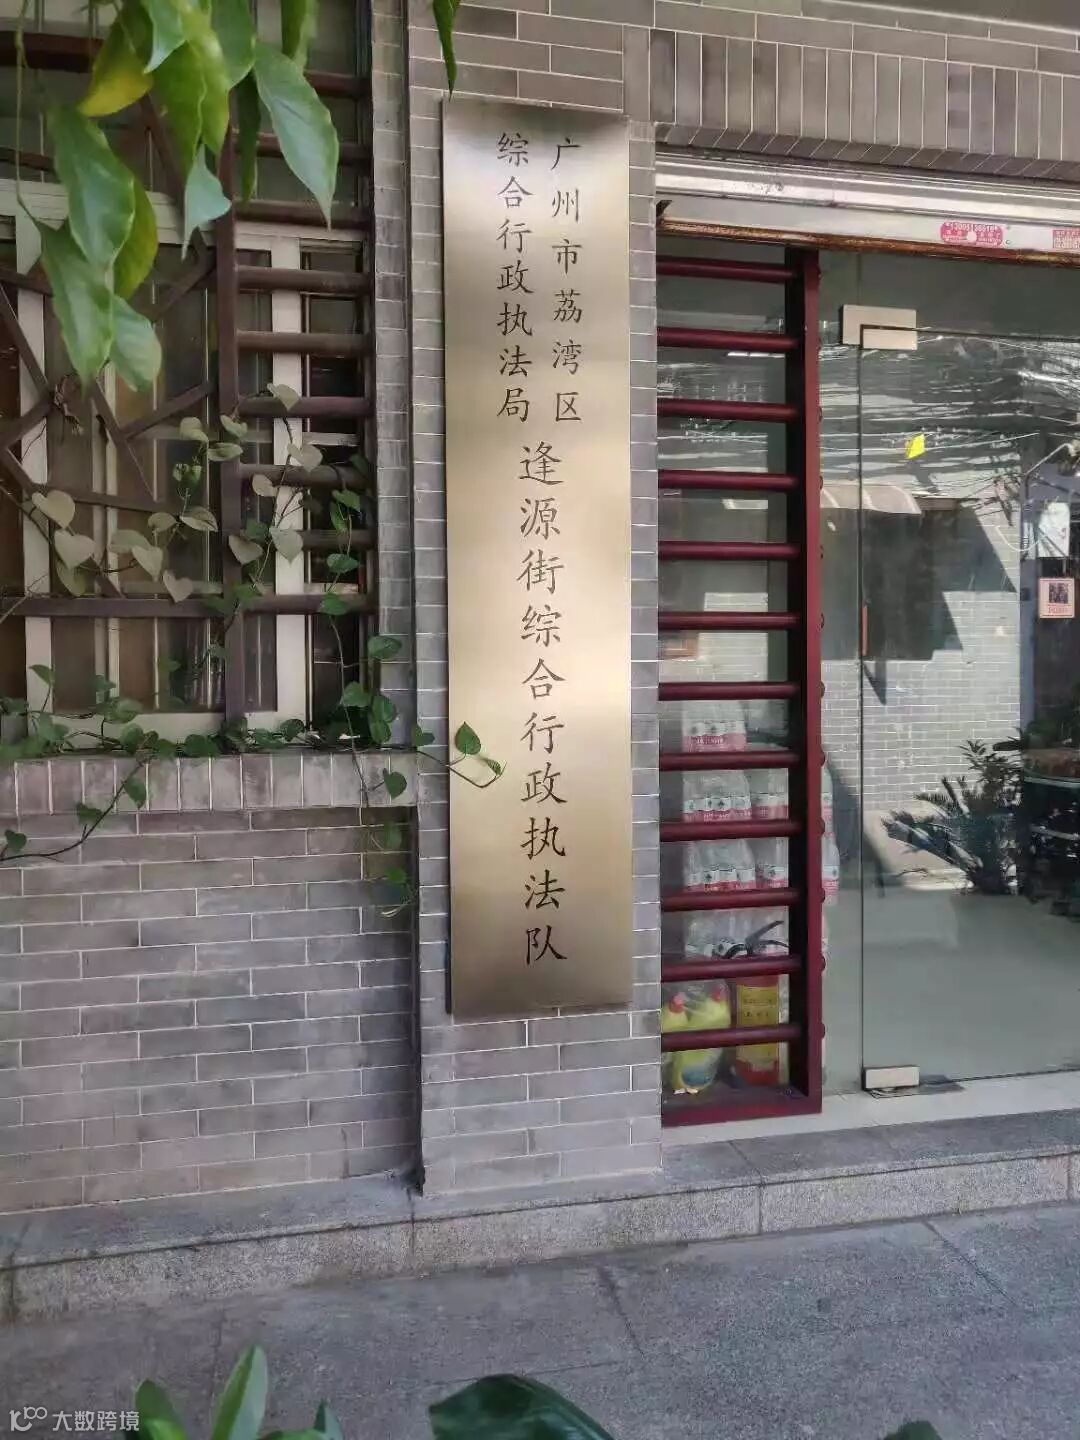 广州市荔湾区
综合行政执法局
逢源街综合行政执法队
大数跨境